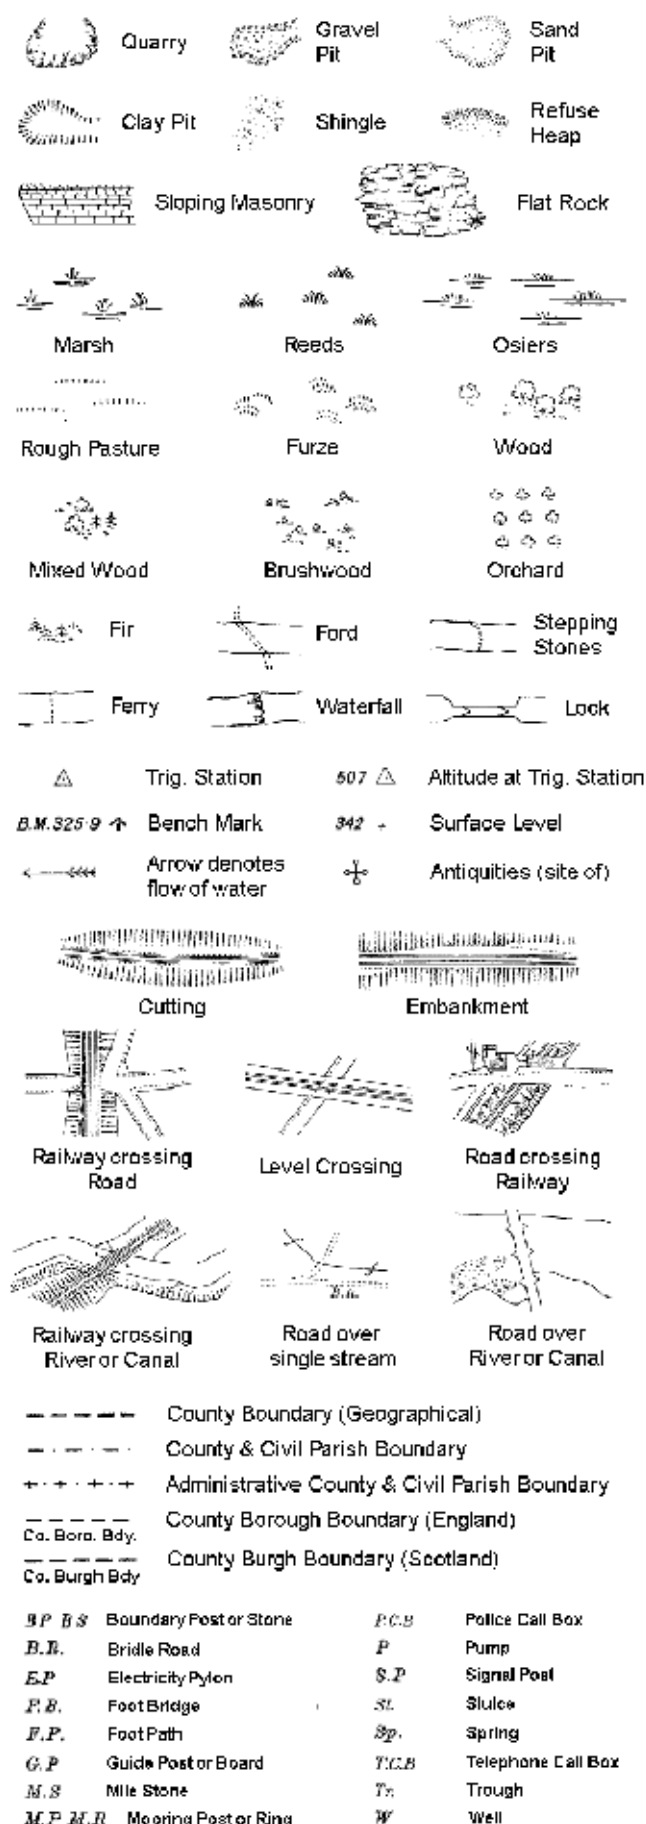 Quarry
Gravel
Pit
Sand
Pit
Clay Pit
Shingle
Refuse
Heap
Sloping Masonry
Flat Rock
Marsh
Reeds
Osiers
Rough Pasture
Furze
Wood
Mixed Wood
Brushwood
Orchard
Fir
Ford
Stepping
Stones
Ferry
Waterfall
Lock
Trig. Station
507 Altitude at Trig. Station
B.M.325.9 Bench Mark
342 + Surface Level
Arrow denotes
flow of water
Antiquities (site of)
Cutting
Embankment
Railway crossing
Road
Level Crossing
Road crossing
Railway
Railway crossing
River or Canal
Road over
single stream
Road over
River or Canal
County Boundary (Geographical)
County & Civil Parish Boundary
Administrative County & Civil Parish Boundary
Co. Boro. Bdy.
County Borough Boundary (England)
Co. Burgh Bdy
County Burgh Boundary (Scotland)
B.P B.S Boundary Post or Stone
B.R. Bridle Road
E.P Electricity Pylon
F.B. Foot Bridge
F.P. Foot Path
G.P Guide Post or Board
M.S Mile Stone
M.P M.R Mooring Post or Ring
P.C.B Police Call Box
P Pump
S.P Signal Post
Sl. Sluice
Sp. Spring
T.C.B Telephone Call Box
Tr. Trough
W Well